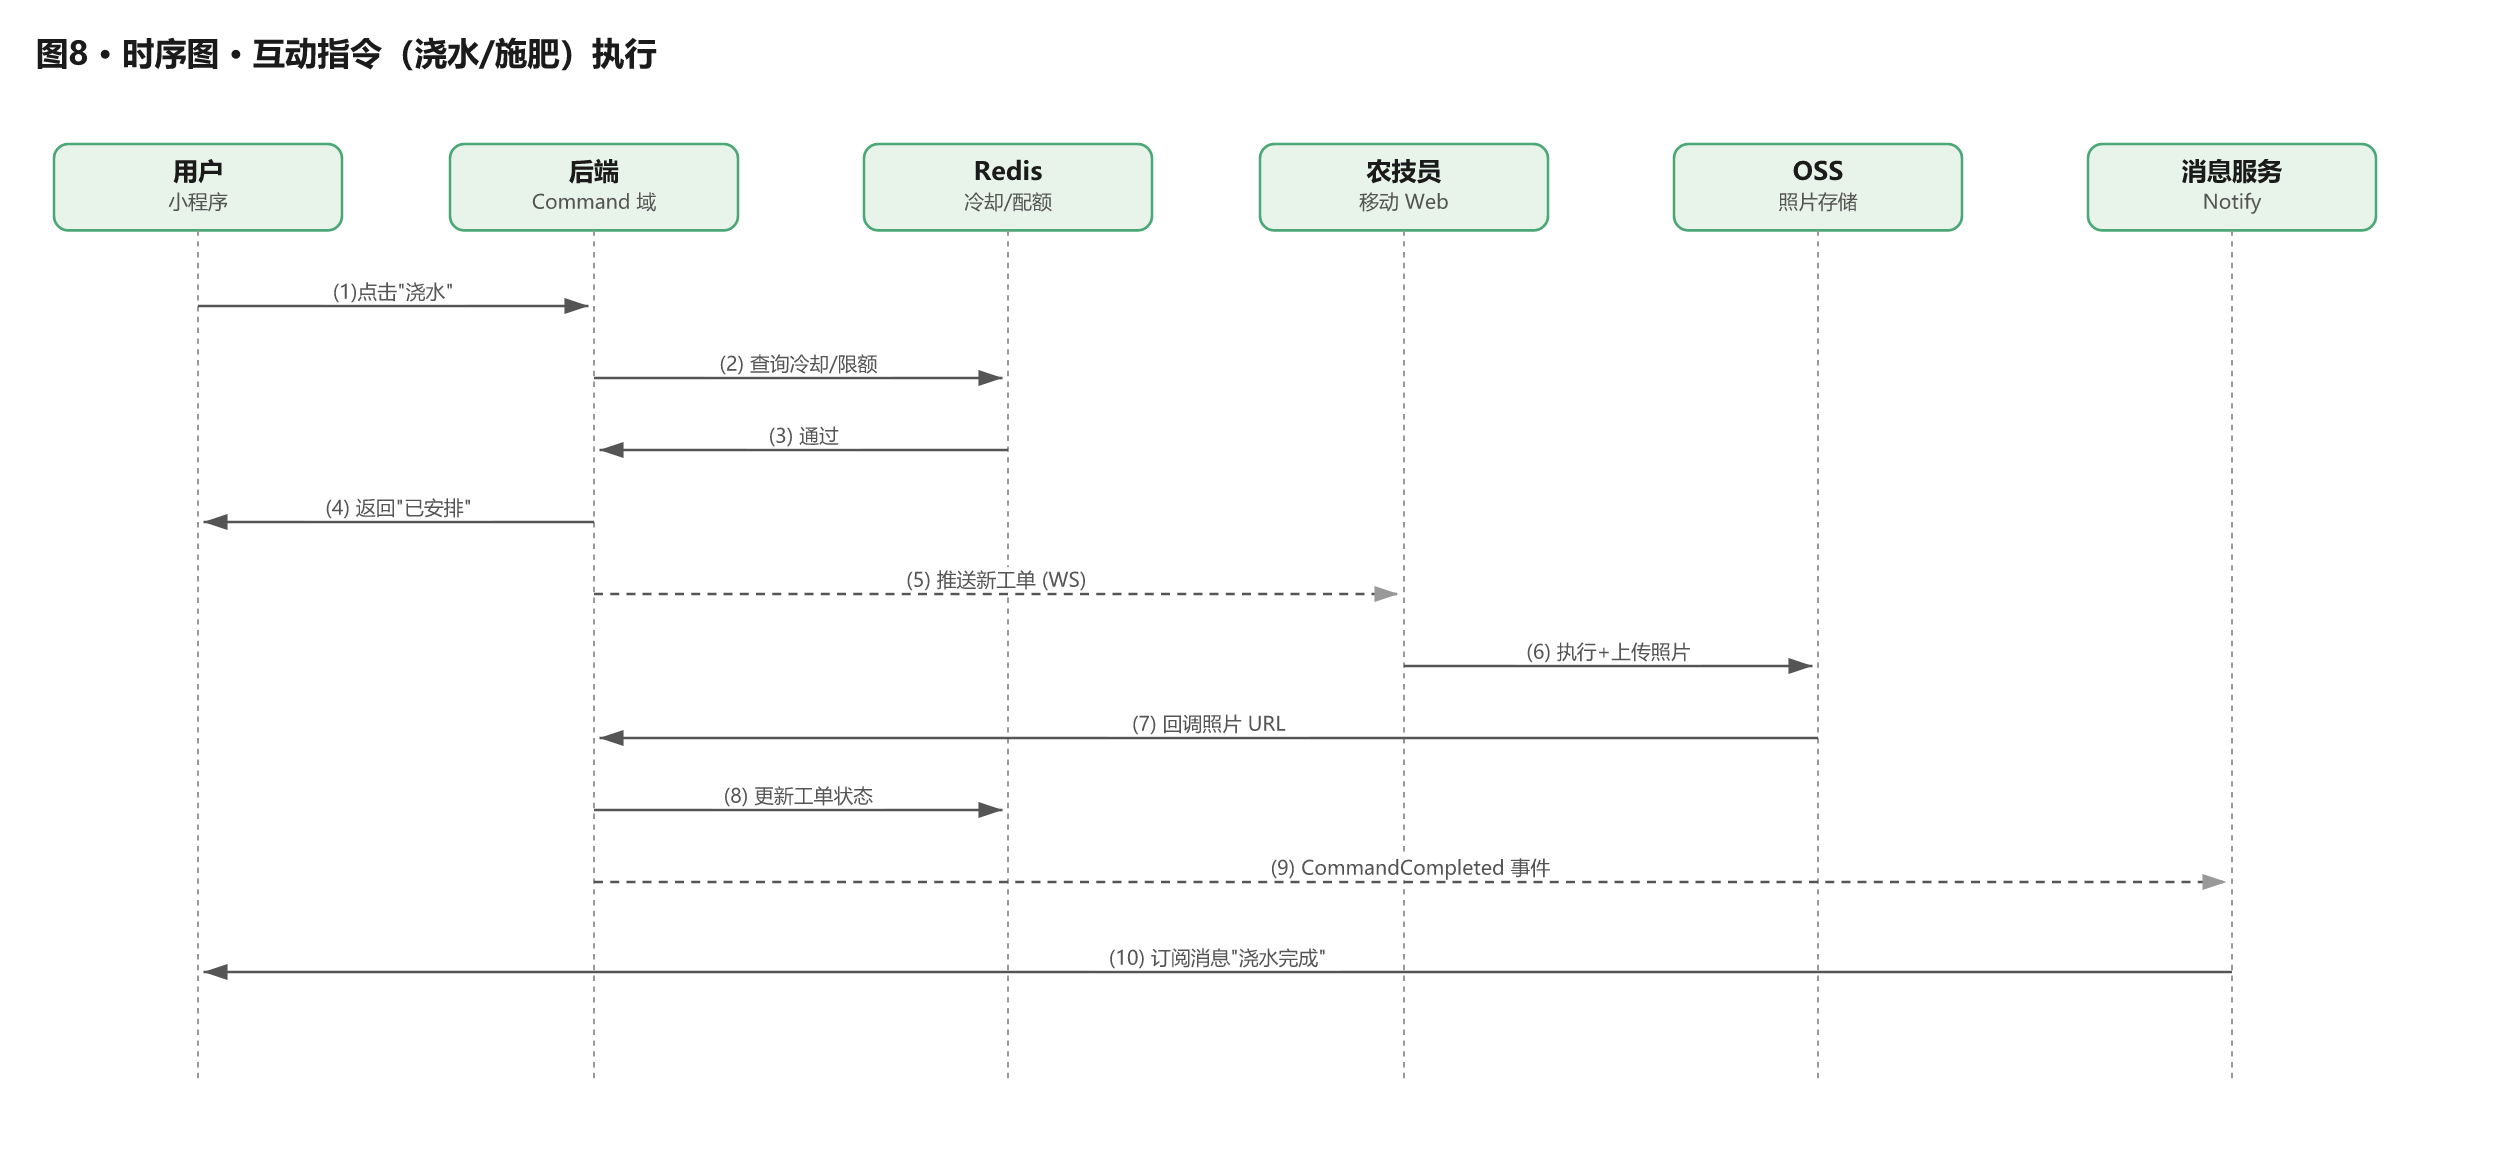 图8 · 时序图 · 互动指令（浇水/施肥）执行
用户
小程序
后端
Command 域
Redis
冷却/配额
农技员
移动 Web
OSS
照片存储
消息服务
Notify
(1)点击"浇水"
(2) 查询冷却/限额
(3) 通过
(4) 返回"已安排"
(5) 推送新工单 (WS)
(6) 执行+上传照片
(7) 回调照片 URL
(8) 更新工单状态
(9) CommandCompleted 事件
(10) 订阅消息"浇水完成"